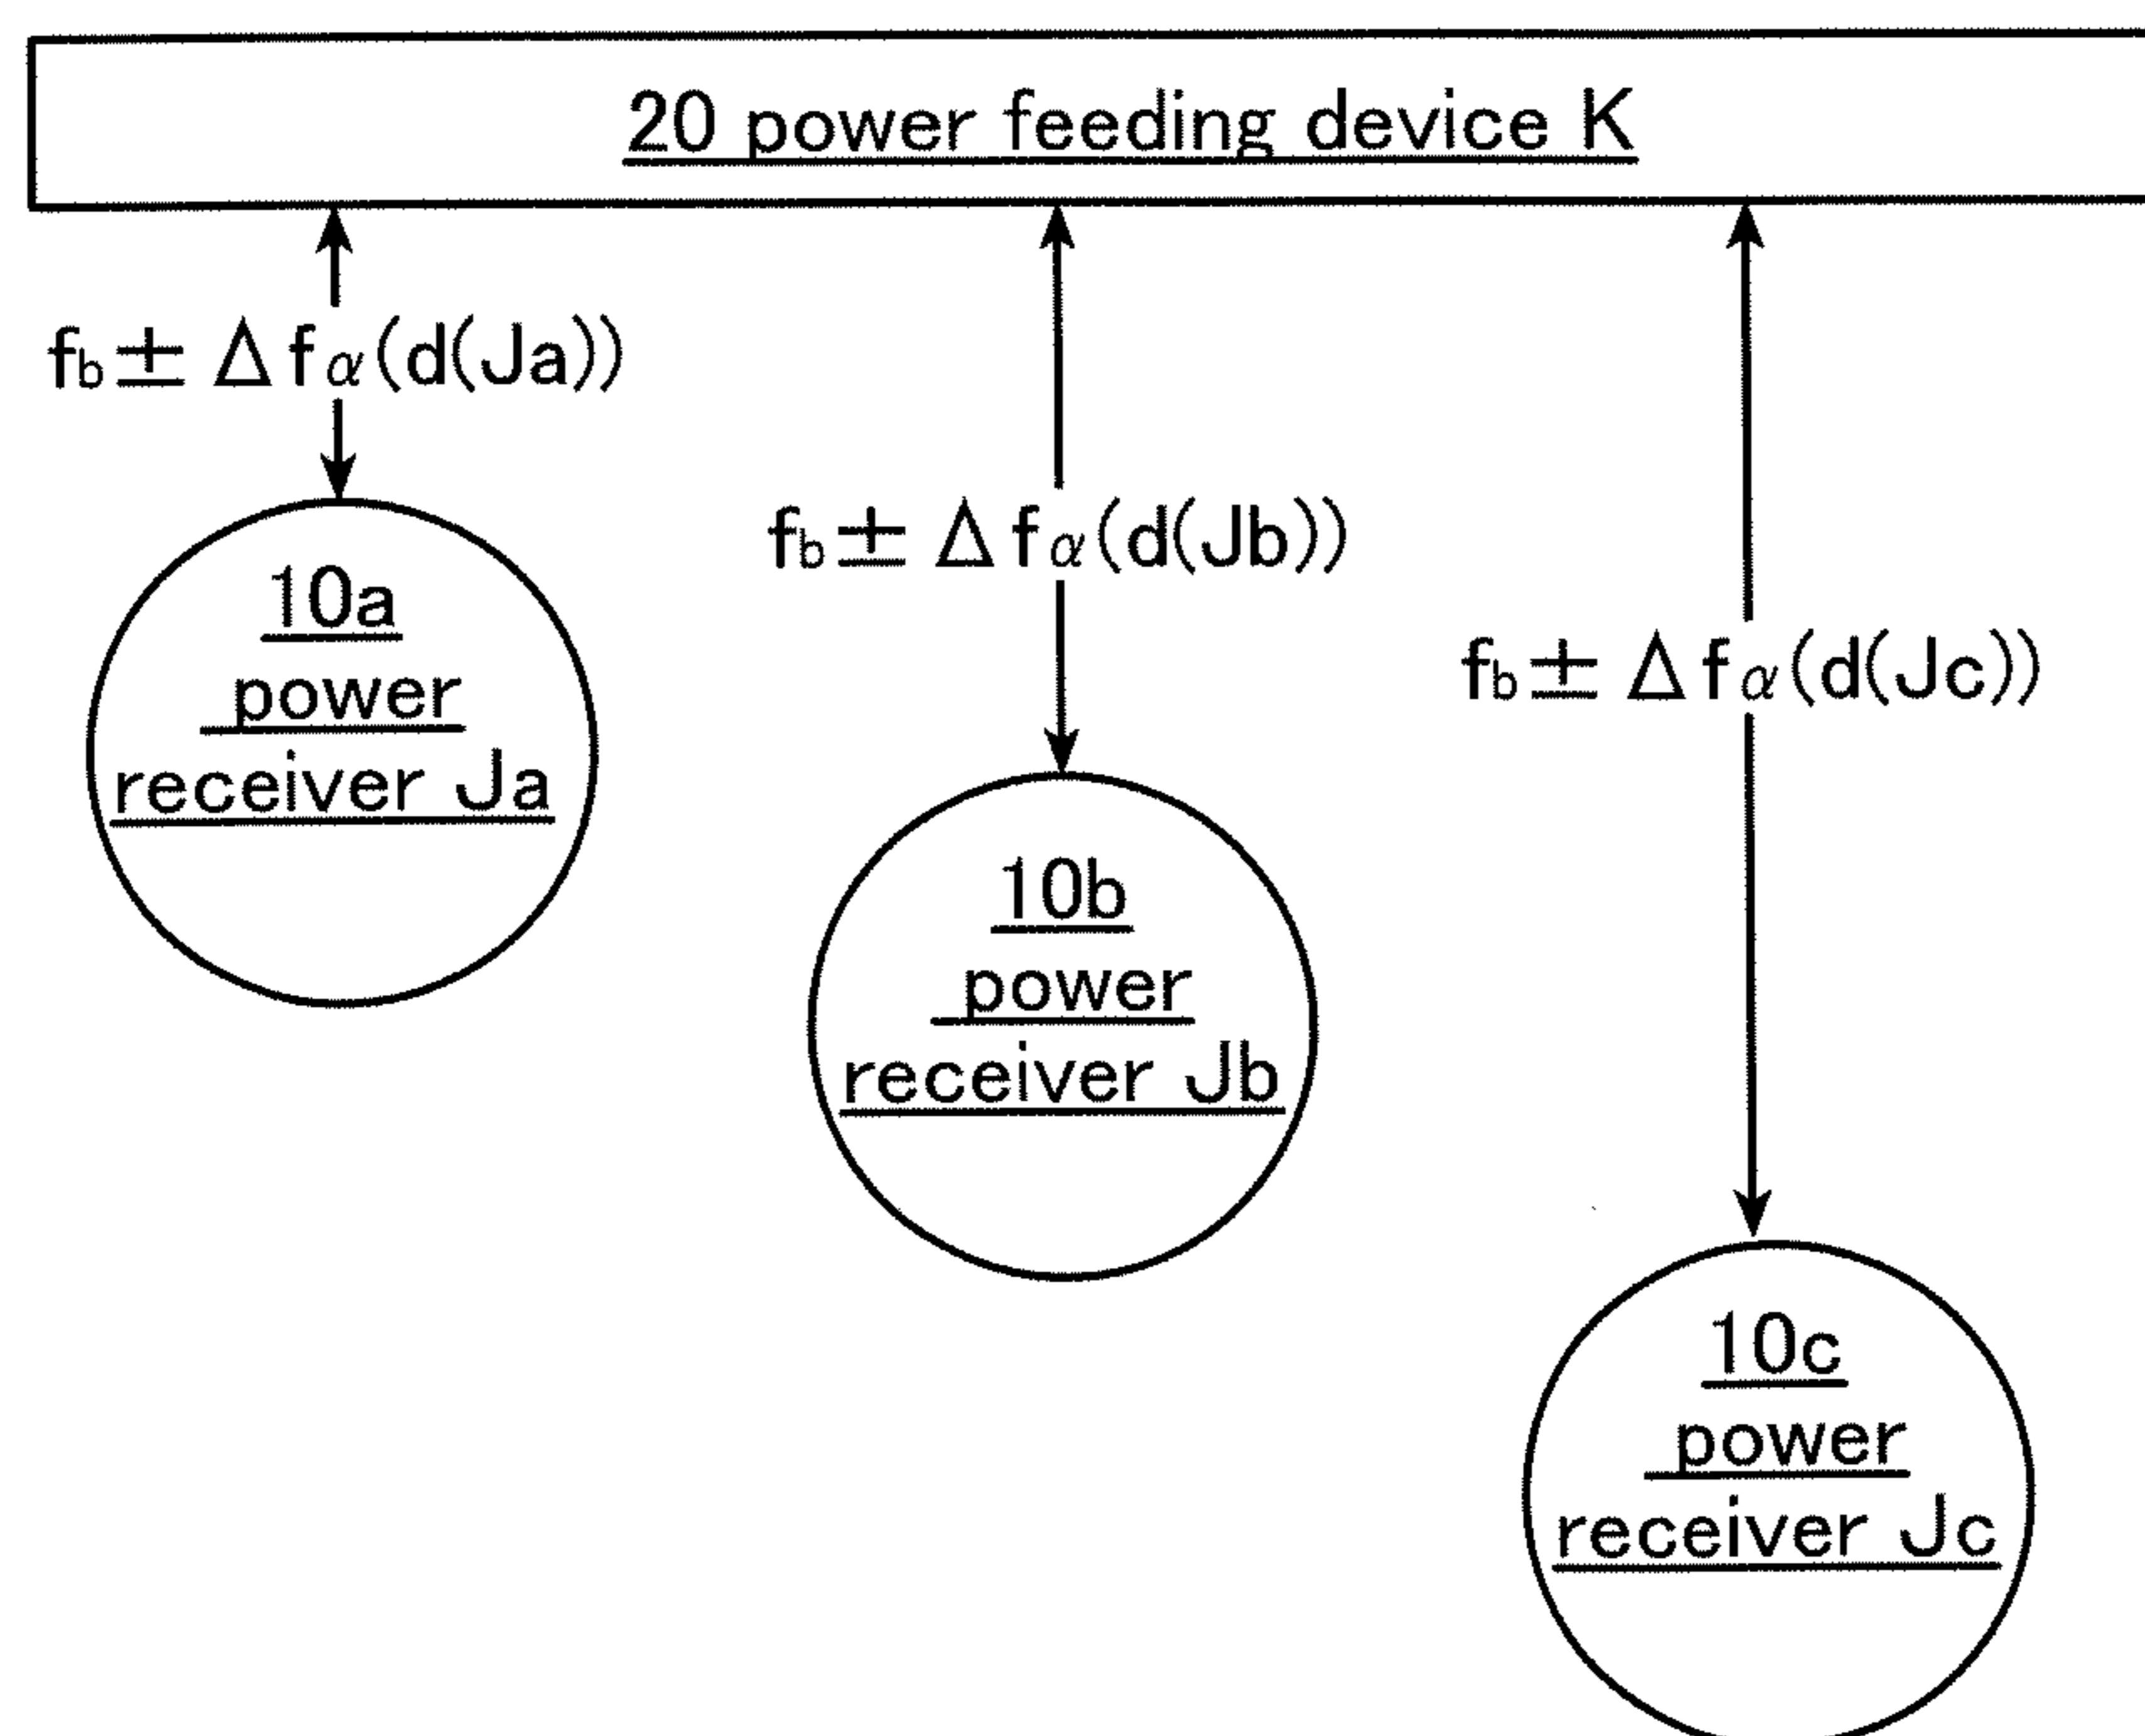 20 power feeding device K
fb± Δfα(d(Ja))
fb± Δfα(d(Jb))
fb± Δfα(d(Jc))
10a
power
receiver Ja
10b
power
receiver Jb
10c
power
receiver Jc